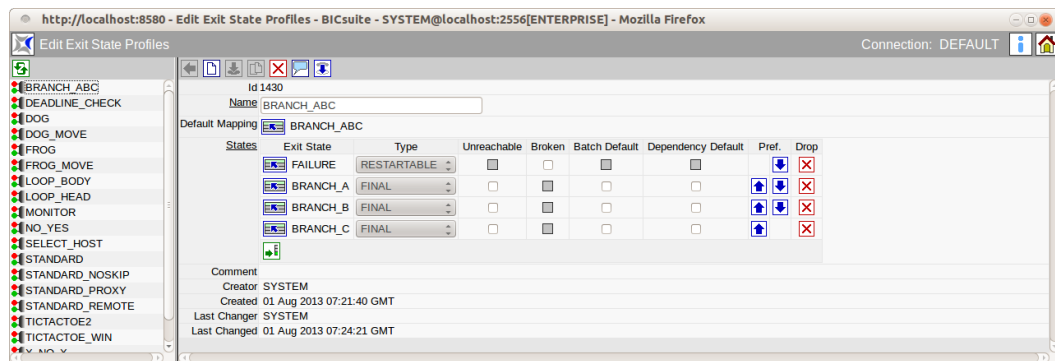 http://localhost:8580 - Edit Exit State Profiles - BICsuite - SYSTEM@localhost:2556[ENTERPRISE] - Mozilla Firefox
Edit Exit State Profiles
Connection: DEFAULT
BRANCH_ABC
DEADLINE_CHECK
DOG
DOG_MOVE
FROG
FROG_MOVE
LOOP_BODY
LOOP_HEAD
MONITOR
NO_YES
SELECT_HOST
STANDARD
STANDARD_NOSKIP
STANDARD_PROXY
STANDARD_REMOTE
TICTACTOE2
TICTACTOE_WIN
X_NO_Y
Id 1430
Name BRANCH_ABC
Default Mapping BRANCH_ABC
States Exit State Type Unreachable Broken Batch Default Dependency Default Pref. Drop
FAILURE RESTARTABLE
BRANCH_A FINAL
BRANCH_B FINAL
BRANCH_C FINAL
Comment
Creator SYSTEM
Created 01 Aug 2013 07:21:40 GMT
Last Changer SYSTEM
Last Changed 01 Aug 2013 07:24:21 GMT